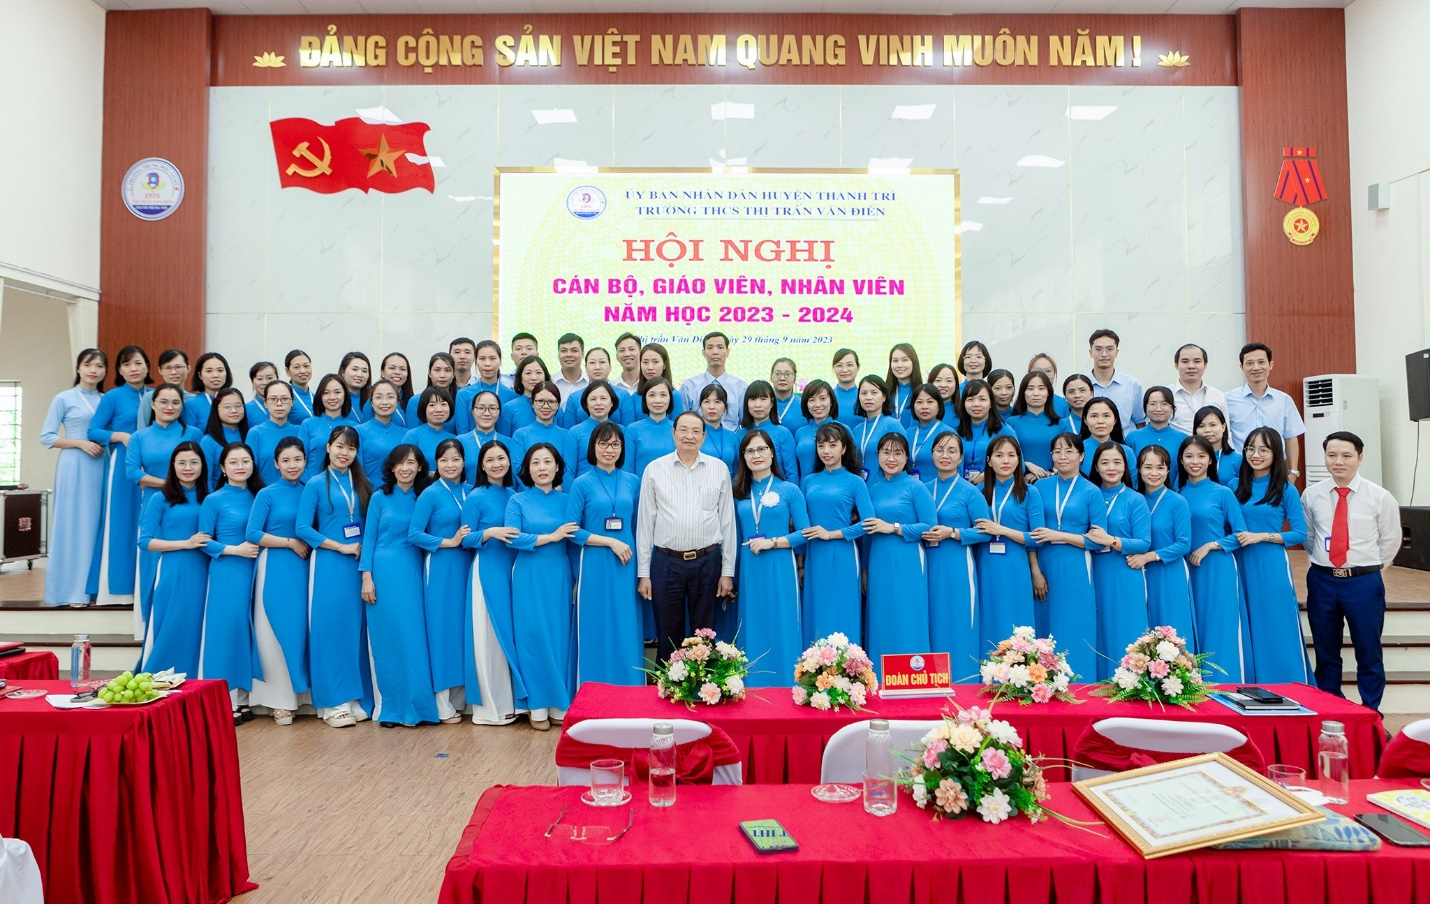 ĐẢNG CỘNG SẢN VIỆT NAM QUANG VINH MUÔN NĂM!
ỦY BAN NHÂN DÂN HUYỆN THANH TRÌ
TRƯỜNG THCS THỊ TRẤN VĂN ĐIỂN
HỘI NGHỊ
CÁN BỘ, GIÁO VIÊN, NHÂN VIÊN
NĂM HỌC 2023 - 2024
29 tháng 9 năm 2023
ĐOÀN CHỦ TỊCH